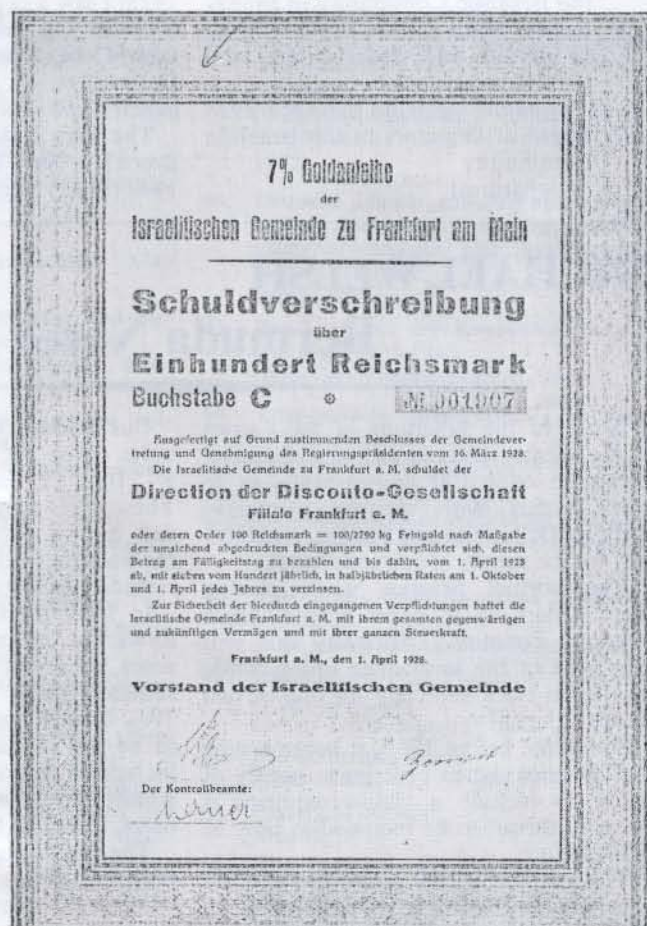 7% Goldanleihe
der
Israelitischen Gemeinde zu Frankfurt am Main
Schuldverschreibung
über
Einhundert Reichsmark
Buchstabe C № 001907
Ausgefertigt auf Grund zustimmenden Beschlusses der Gemeindever-
tretung und Genehmigung des Regierungspräsidenten vom 16. März 1928.
Die Israelitische Gemeinde zu Frankfurt a. M. schuldet der
Direction der Disconto-Gesellschaft
Filiale Frankfurt a. M.
oder deren Order 100 Reichsmark = 100/2790 kg Feingold nach Maßgabe
der umstehend abgedruckten Bedingungen und verpflichtet sich, diesen
Betrag am Fälligkeitstag zu bezahlen und bis dahin, vom 1. April 1928
ab, mit sieben vom Hundert jährlich, in halbjährlichen Raten am 1. Oktober
und 1. April jedes Jahres zu verzinsen.
Zur Sicherheit der hierdurch eingegangenen Verpflichtungen haftet die
Israelitische Gemeinde Frankfurt a. M. mit ihrem gesamten gegenwärtigen
und zukünftigen Vermögen und mit ihrer ganzen Steuerkraft.
Frankfurt a. M., den 1. April 1928.
Vorstand der Israelitischen Gemeinde
Der Kontrollbeamte: